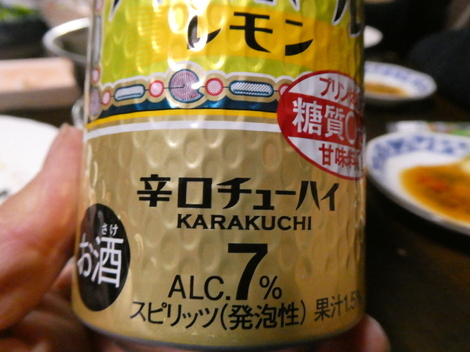 レモン
プリン
糖質
甘味
辛口チューハイ
KARAKUCHI
さけ
お酒
ALC.7%
スピリッツ(発泡性) 果汁1.5